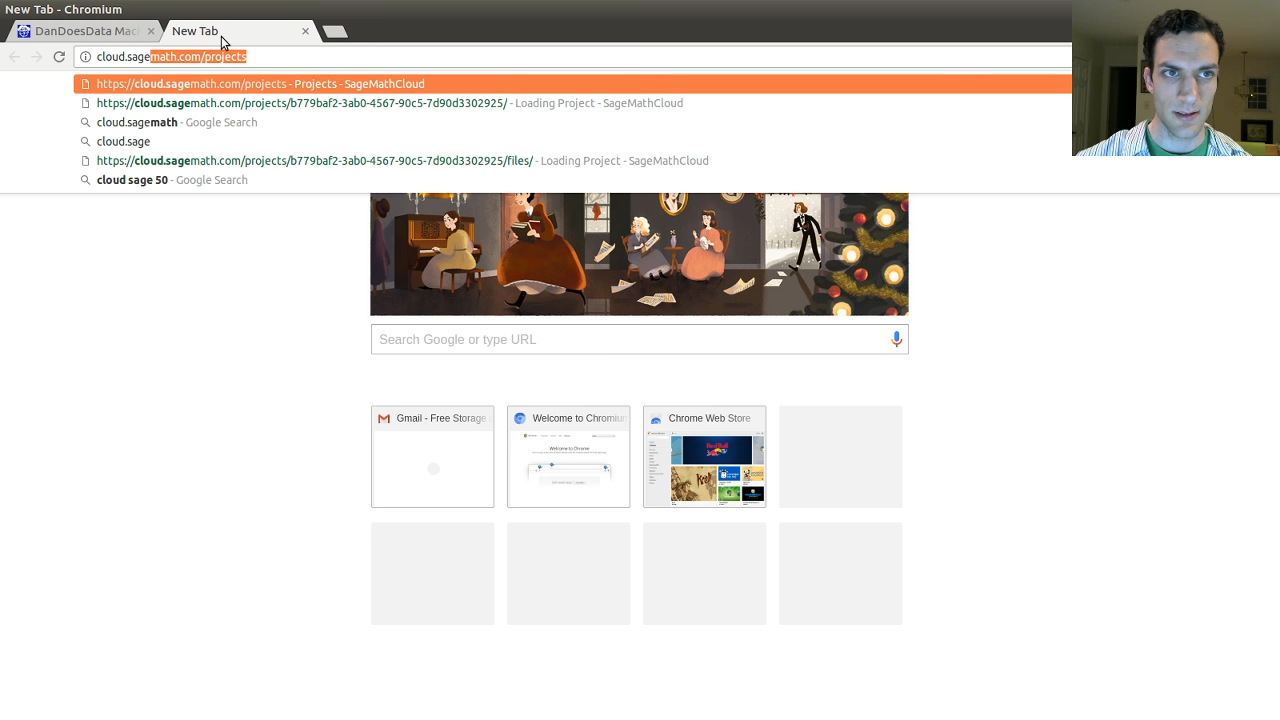 New Tab - Chromium
DanDoesData Mac
New Tab
cloud.sagemath.com/projects
https://cloud.sagemath.com/projects - Projects - SageMathCloud
https://cloud.sagemath.com/projects/b779baf2-3ab0-4567-90c5-7d90d3302925/ - Loading Project - SageMathCloud
cloud.sagemath - Google Search
cloud.sage
https://cloud.sagemath.com/projects/b779baf2-3ab0-4567-90c5-7d90d3302925/files/ - Loading Project - SageMathCloud
cloud sage 50 - Google Search
Search Google or type URL
Gmail - Free Storage
Welcome to Chromium
Chrome Web Store
Welcome to Chrome